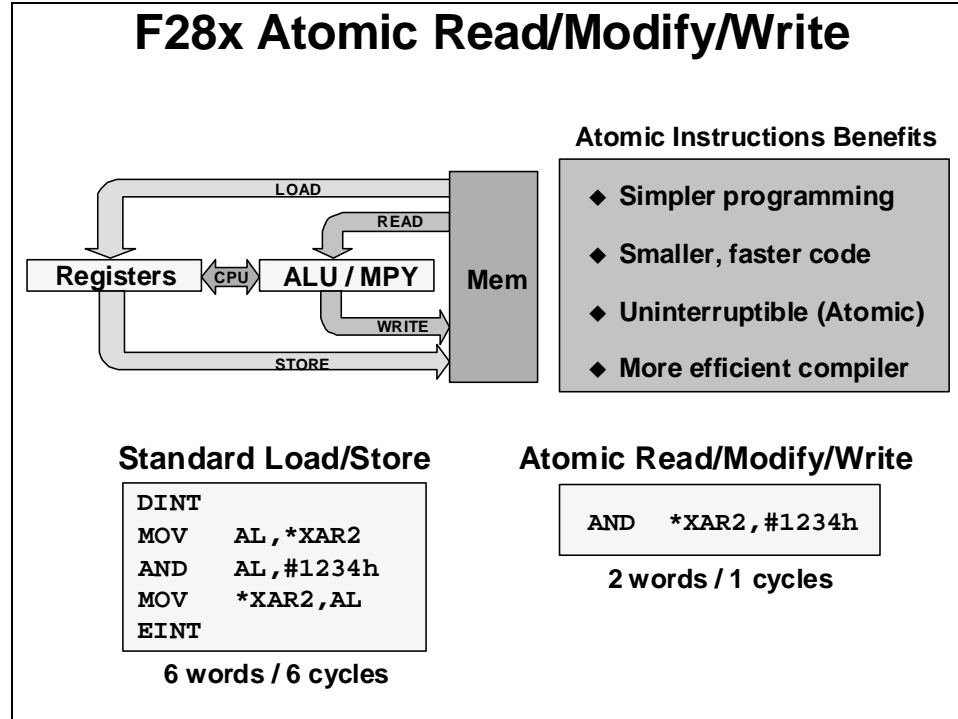 F28x Atomic Read/Modify/Write
Atomic Instructions Benefits
LOAD
READ
Registers
CPU
ALU / MPY
Mem
WRITE
STORE
◆ Simpler programming
◆ Smaller, faster code
◆ Uninterruptible (Atomic)
◆ More efficient compiler
Standard Load/Store
DINT
MOV AL,*XAR2
AND AL,#1234h
MOV *XAR2,AL
EINT
6 words / 6 cycles
Atomic Read/Modify/Write
AND *XAR2,#1234h
2 words / 1 cycles